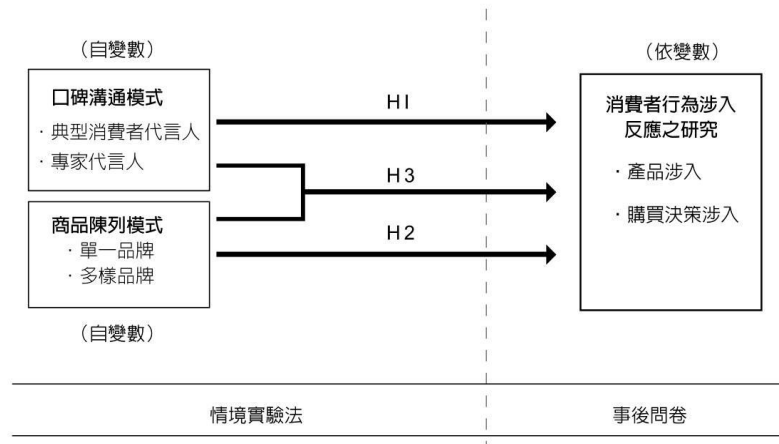 （自變數）
口碑溝通模式
· 典型消費者代言人
· 專家代言人
商品陳列模式
· 單一品牌
· 多樣品牌
（自變數）
H1
H3
H2
（依變數）
消費者行為涉入
反應之研究
· 產品涉入
· 購買決策涉入
情境實驗法
事後問卷